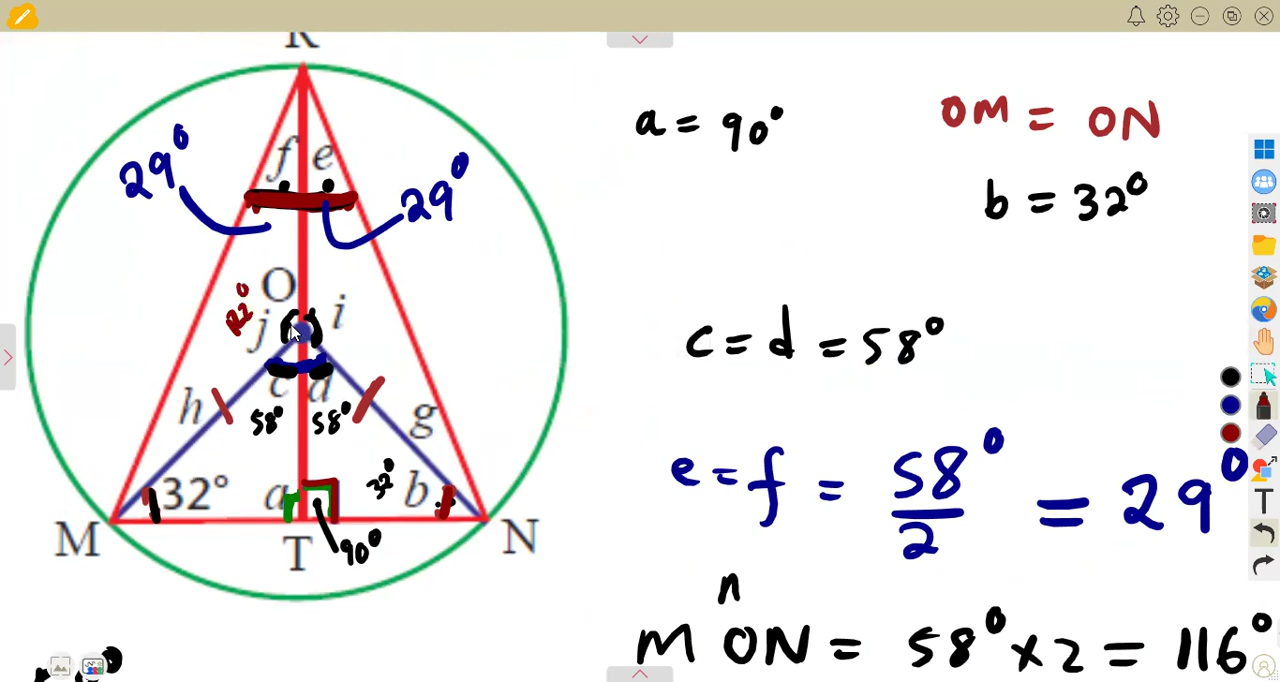 K
f e
29°
29°
O
j i
c d
h
58° 58°
g
32°
a
32°
b
M
T
N
90°
a = 90°
OM = ON
b = 32°
c = d = 58°
e = f = 58° / 2 = 29°
n
MON = 58° x 2 = 116°
T